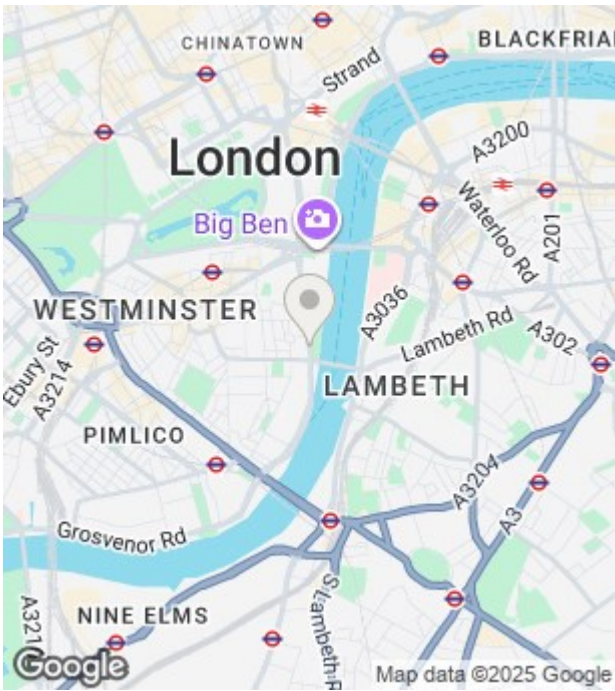 CHINATOWN
BLACKFRIA
Strand
London
A3200
Big Ben
Waterloo Rd
A201
WESTMINSTER
A3036
Lambeth Rd
A302
Ebury St
A3214
LAMBETH
PIMLICO
A3204
A3
Grosvenor Rd
S Lambeth R
A321
NINE ELMS
Google
Map data ©2025 Google